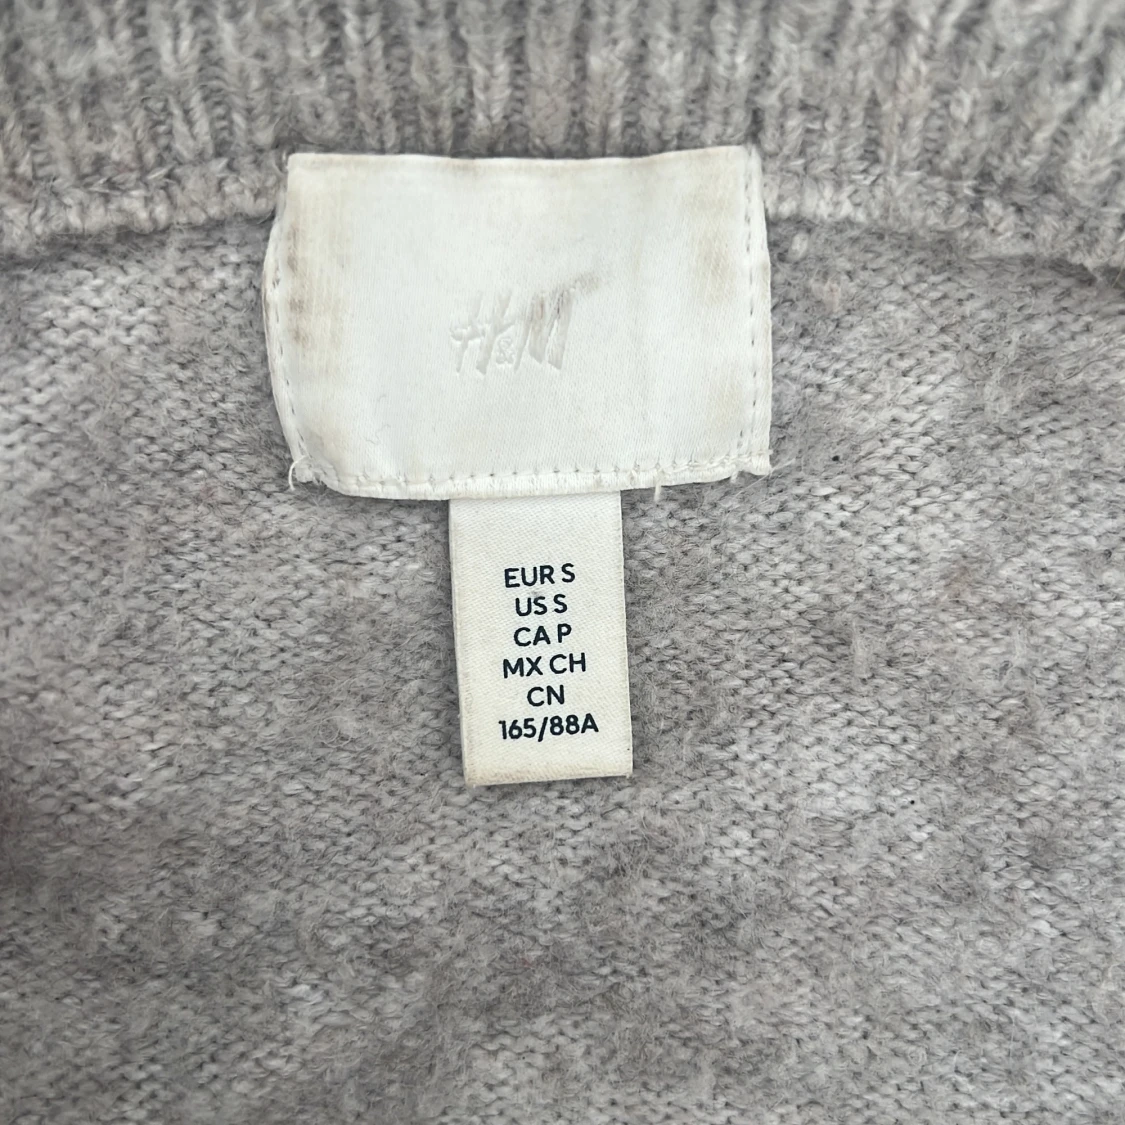 H&M
EUR S
US S
CA P
MX CH
CN
165/88A